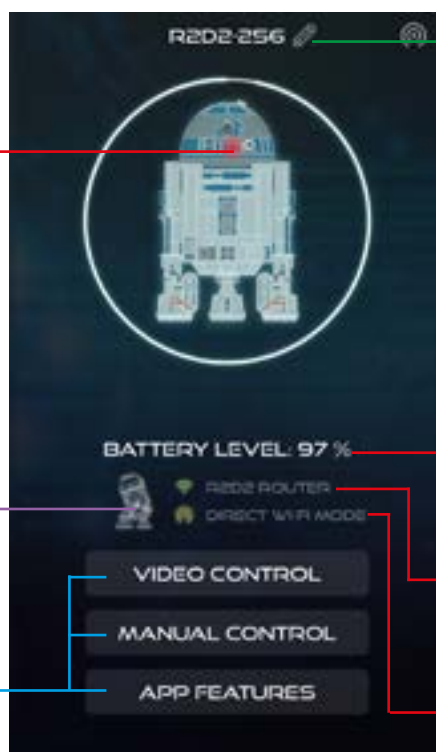 R2D2-256
BATTERY LEVEL: 97 %
R2D2 ROUTER
DIRECT WI-FI MODE
VIDEO CONTROL
MANUAL CONTROL
APP FEATURES